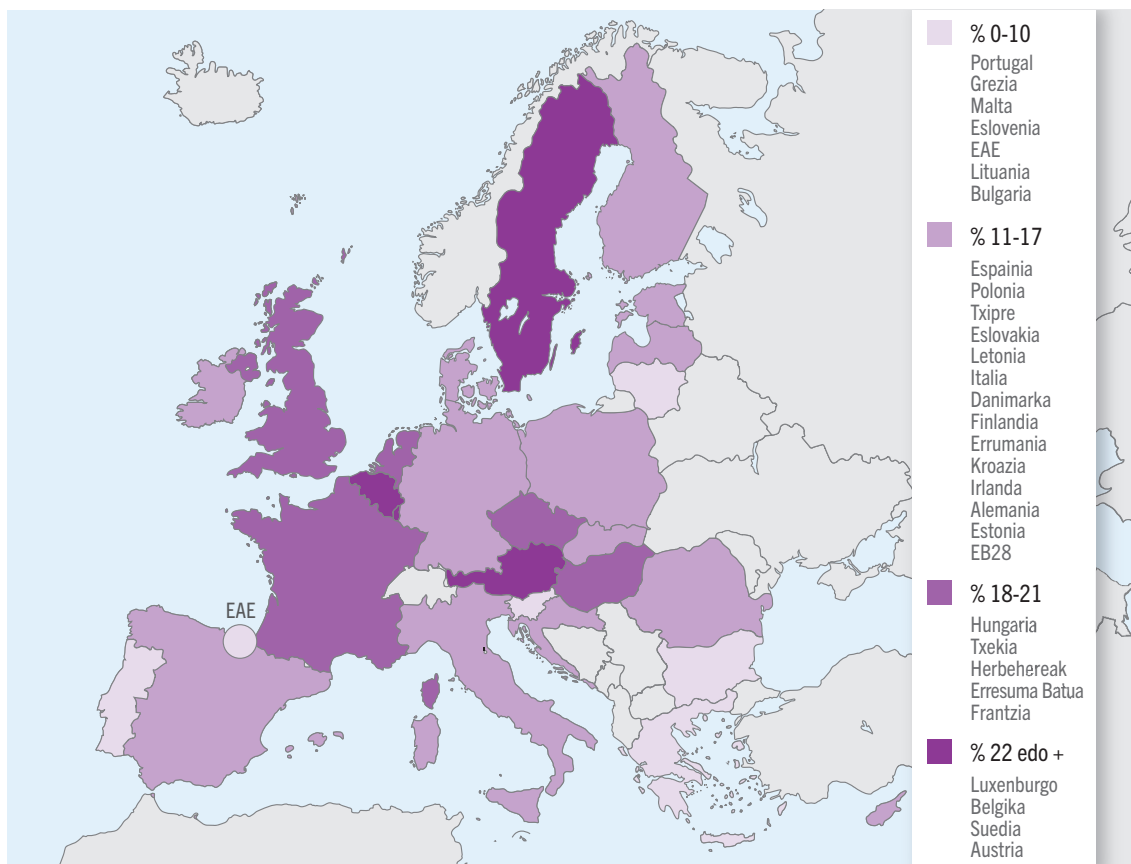 EAE
% 0-10
Portugal
Grezia
Malta
Eslovenia
EAE
Lituania
Bulgaria
% 11-17
Espainia
Polonia
Txipre
Eslovakia
Letonia
Italia
Danimarka
Finlandia
Errumania
Kroazia
Irlanda
Alemania
Estonia
EB28
% 18-21
Hungaria
Txekia
Herbehereak
Erresuma Batua
Frantzia
% 22 edo +
Luxenburgo
Belgika
Suedia
Austria